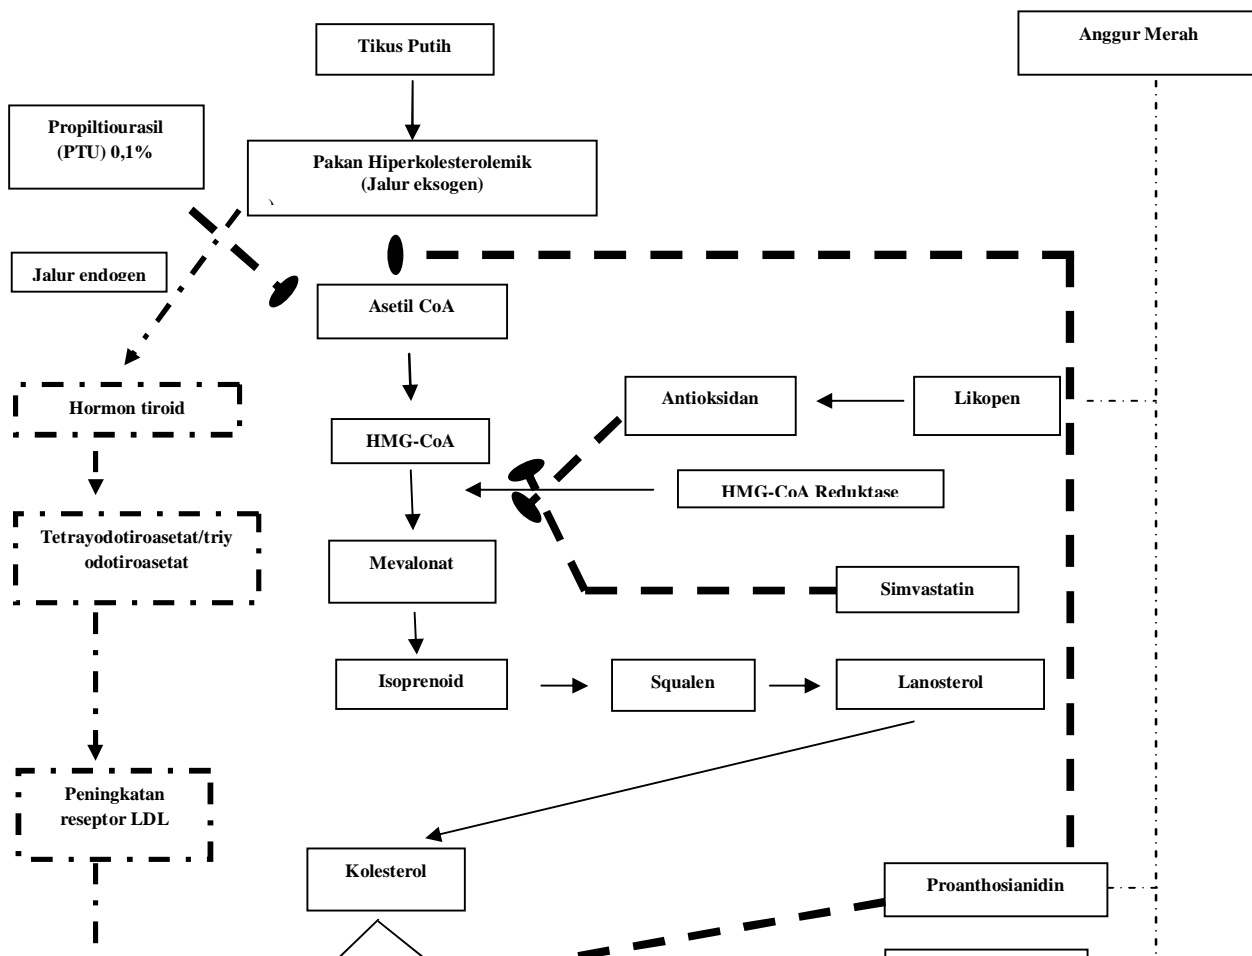 Tikus Putih
Anggur Merah
Propiltiourasil
(PTU) 0,1%
Pakan Hiperkolesterolemik
(Jalur eksogen)
Jalur endogen
Asetil CoA
Hormon tiroid
HMG-CoA
Antioksidan
Likopen
HMG-CoA Reduktase
Tetrayodotiroasetat/triy
odotiroasetat
Mevalonat
Simvastatin
Isoprenoid
Squalen
Lanosterol
Peningkatan
reseptor LDL
Kolesterol
Proanthosianidin